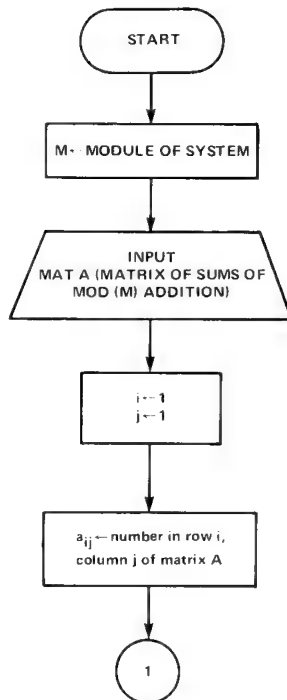 START
M← MODULE OF SYSTEM
INPUT
MAT A (MATRIX OF SUMS OF
MOD (M) ADDITION)
i←1
j←1
aij←number in row i,
column j of matrix A
1